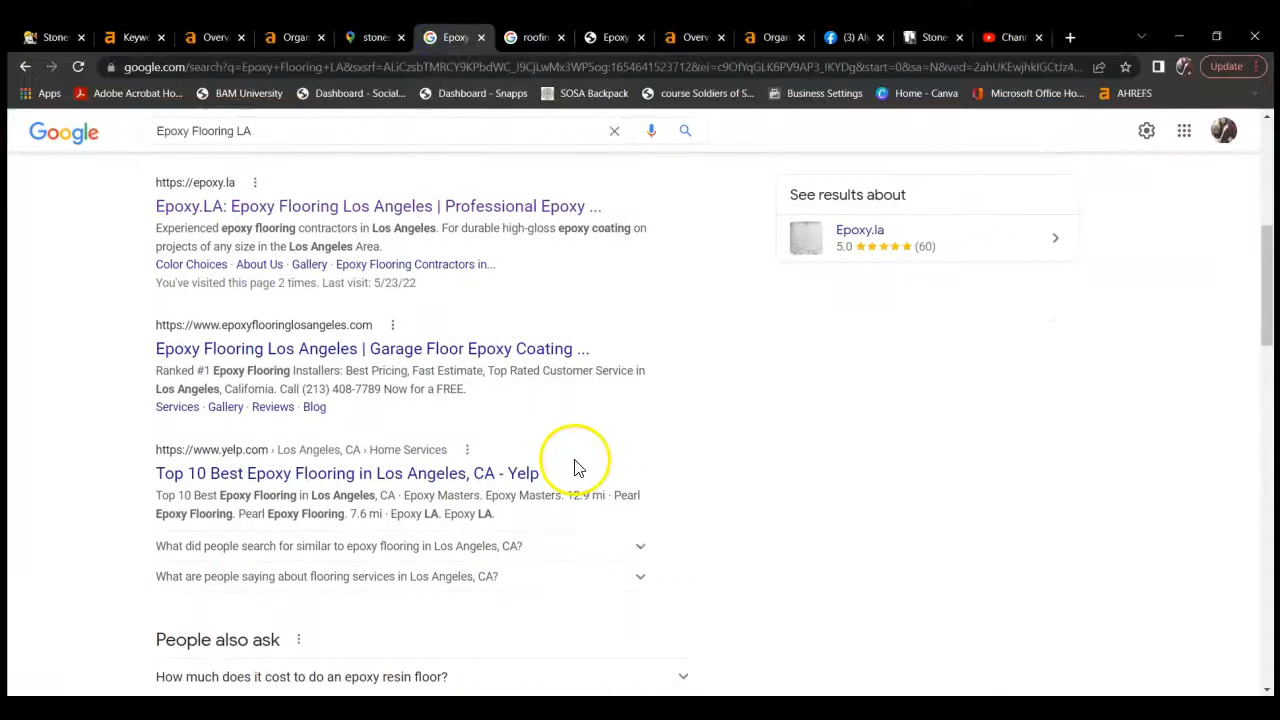 Stone
Keyw
Overv
Organ
stones
Epoxy
roofin
Epoxy
Overv
Organ
(3) Al
Stone
Chann
google.com/search?q=Epoxy+Flooring+LA&sxsrf=
Update
Apps
Adobe Acrobat Ho...
BAM University
Dashboard - Social...
Dashboard - Snapps
SOSA Backpack
course Soldiers of S...
Business Settings
Home - Canva
Microsoft Office Ho...
AHREFS
Google
Epoxy Flooring LA
https://epoxy.la
Epoxy.LA: Epoxy Flooring Los Angeles | Professional Epoxy ...
Experienced epoxy flooring contractors in Los Angeles. For durable high-gloss epoxy coating on
projects of any size in the Los Angeles Area.
Color Choices · About Us · Gallery · Epoxy Flooring Contractors in...
You've visited this page 2 times. Last visit: 5/23/22
See results about
Epoxy.la
5.0 ★★★★★ (60)
https://www.epoxyflooringlosangeles.com
Epoxy Flooring Los Angeles | Garage Floor Epoxy Coating ...
Ranked #1 Epoxy Flooring Installers: Best Pricing, Fast Estimate, Top Rated Customer Service in
Los Angeles, California. Call (213) 408-7789 Now for a FREE.
Services · Gallery · Reviews · Blog
https://www.yelp.com › Los Angeles, CA › Home Services
Top 10 Best Epoxy Flooring in Los Angeles, CA - Yelp
Top 10 Best Epoxy Flooring in Los Angeles, CA · Epoxy Masters. Epoxy Masters. 12.9 mi · Pearl
Epoxy Flooring. Pearl Epoxy Flooring. 7.6 mi · Epoxy LA. Epoxy LA.
What did people search for similar to epoxy flooring in Los Angeles, CA?
What are people saying about flooring services in Los Angeles, CA?
People also ask
How much does it cost to do an epoxy resin floor?